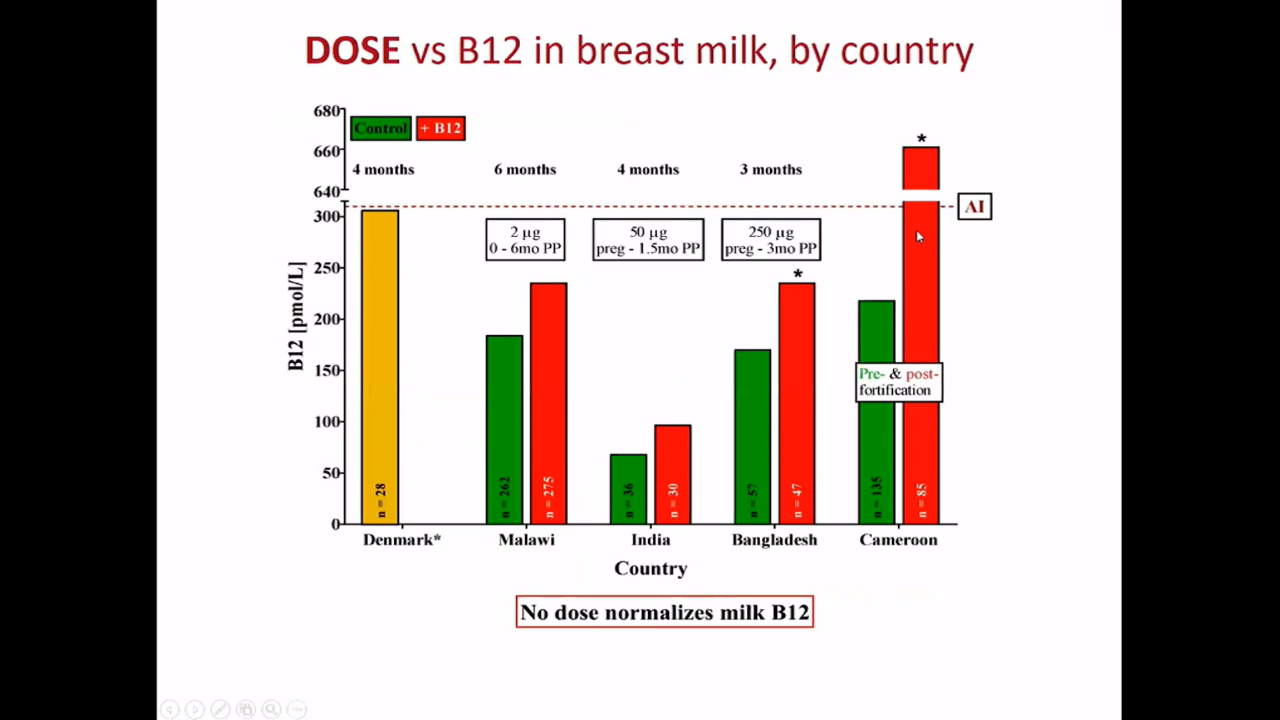 DOSE vs B12 in breast milk, by country
680
660
640
300
250
200
150
100
50
0
B12 [pmol/L]
Control
+ B12
4 months
6 months
4 months
3 months
*
AI
2 µg
0 - 6mo PP
50 µg
preg - 1.5mo PP
250 µg
preg - 3mo PP
*
Pre- & post-
fortification
n = 28
n = 262
n = 275
n = 36
n = 30
n = 57
n = 47
n = 135
n = 85
Denmark*
Malawi
India
Bangladesh
Cameroon
Country
No dose normalizes milk B12